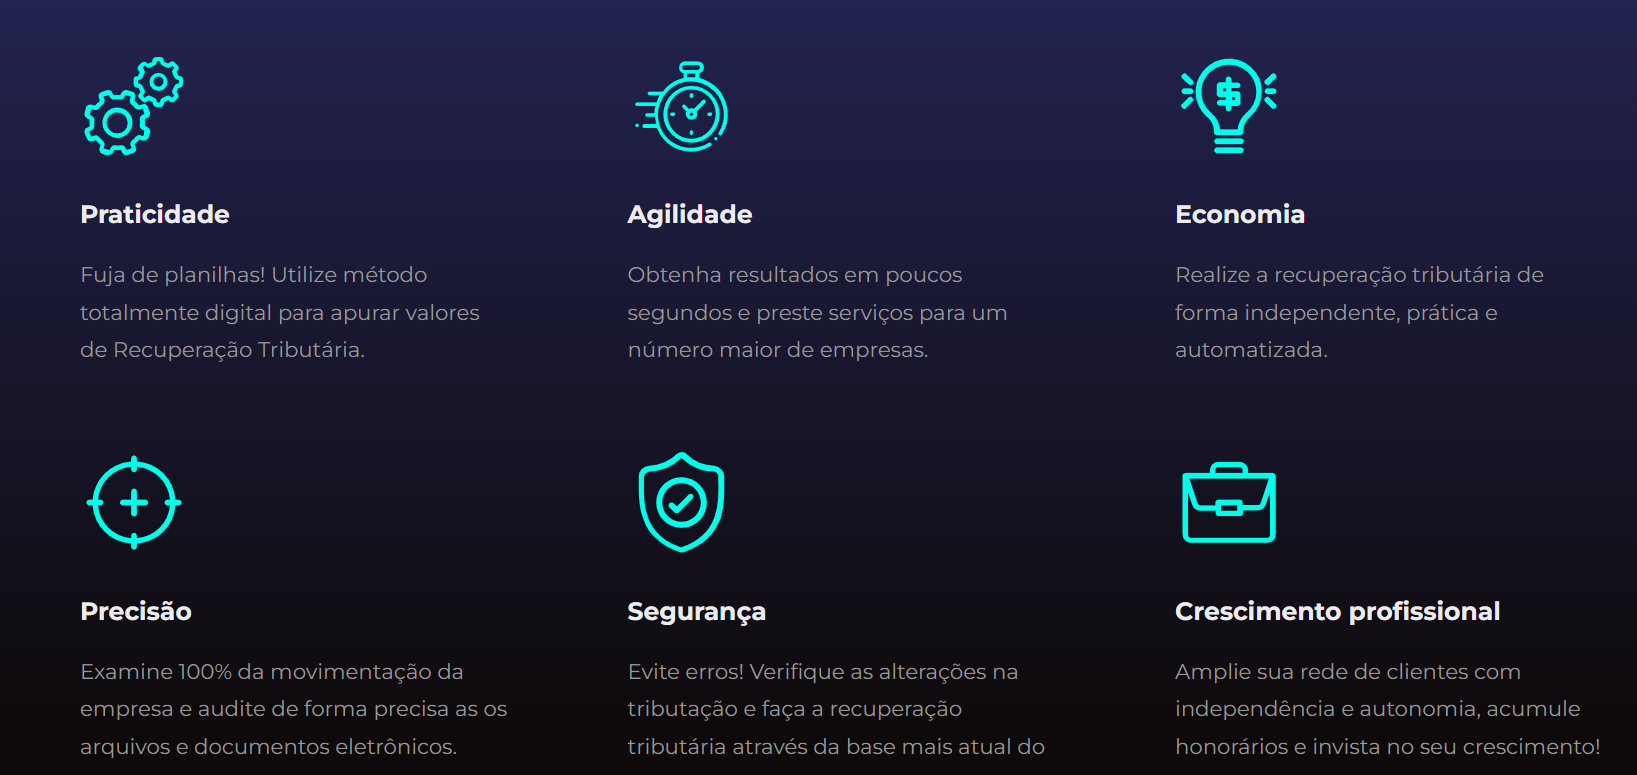 Praticidade
Fuja de planilhas! Utilize método
totalmente digital para apurar valores
de Recuperação Tributária.
Agilidade
Obtenha resultados em poucos
segundos e preste serviços para um
número maior de empresas.
Economia
Realize a recuperação tributária de
forma independente, prática e
automatizada.
Precisão
Examine 100% da movimentação da
empresa e audite de forma precisa as os
arquivos e documentos eletrônicos.
Segurança
Evite erros! Verifique as alterações na
tributação e faça a recuperação
tributária através da base mais atual do
Crescimento profissional
Amplie sua rede de clientes com
independência e autonomia, acumule
honorários e invista no seu crescimento!